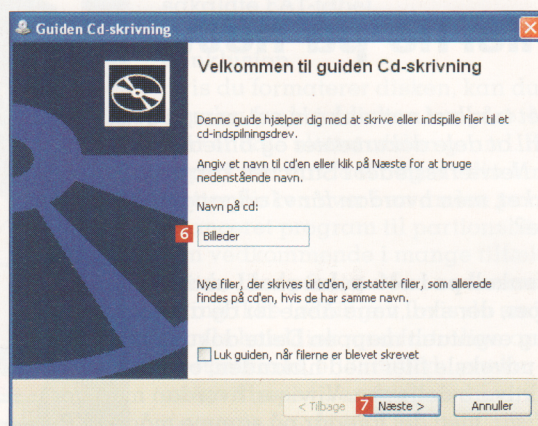 Guiden Cd-skrivning
Velkommen til guiden Cd-skrivning
Denne guide hjælper dig med at skrive eller indspille filer til et
cd-indspilningsdrev.
Angiv et navn til cd'en eller klik på Næste for at bruge
nedenstående navn.
Navn på cd:
6 Billeder
Nye filer, der skrives til cd'en, erstatter filer, som allerede
findes på cd'en, hvis de har samme navn.
Luk guiden, når filerne er blevet skrevet
< Tilbage 7 Næste > Annuller